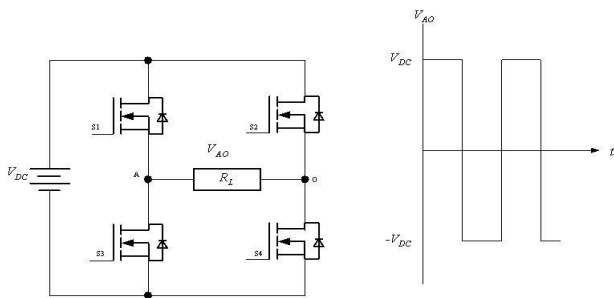 V_AO
V_DC
S1
S2
V_AO
A
R_L
O
t
V_DC
S3
S4
-V_DC